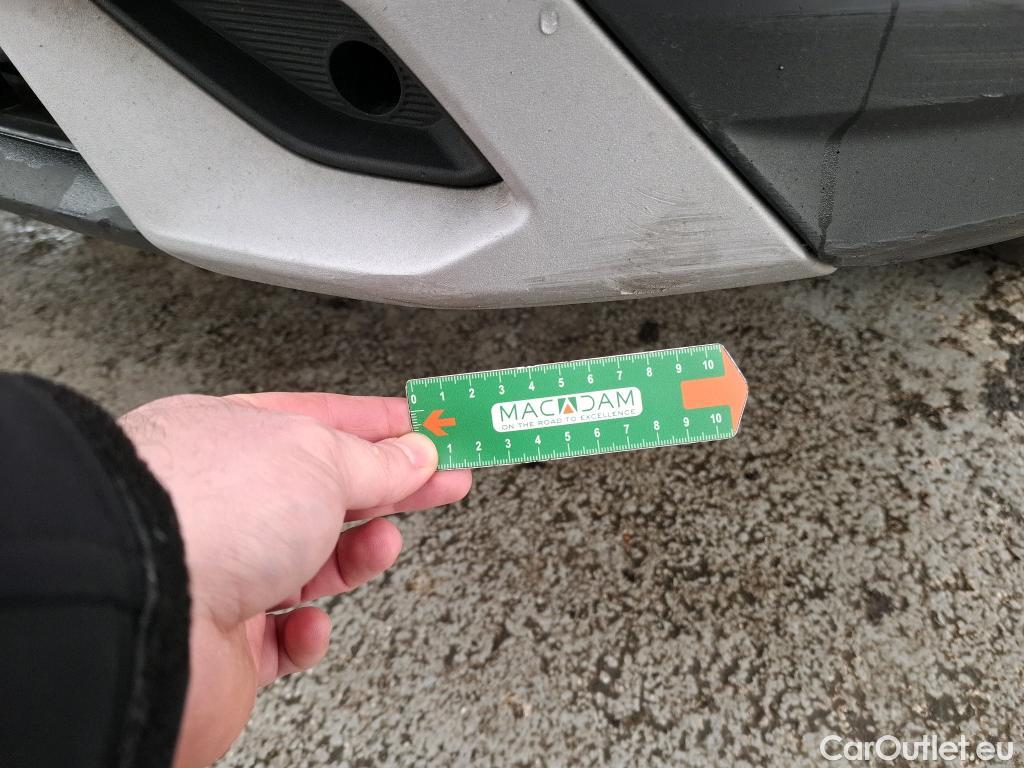 0 1 2 3 4 5 6 7 8 9 10
MACADAM
ON THE ROAD TO EXCELLENCE
1 2 3 4 5 6 7 8 9 10
CarOutlet.eu